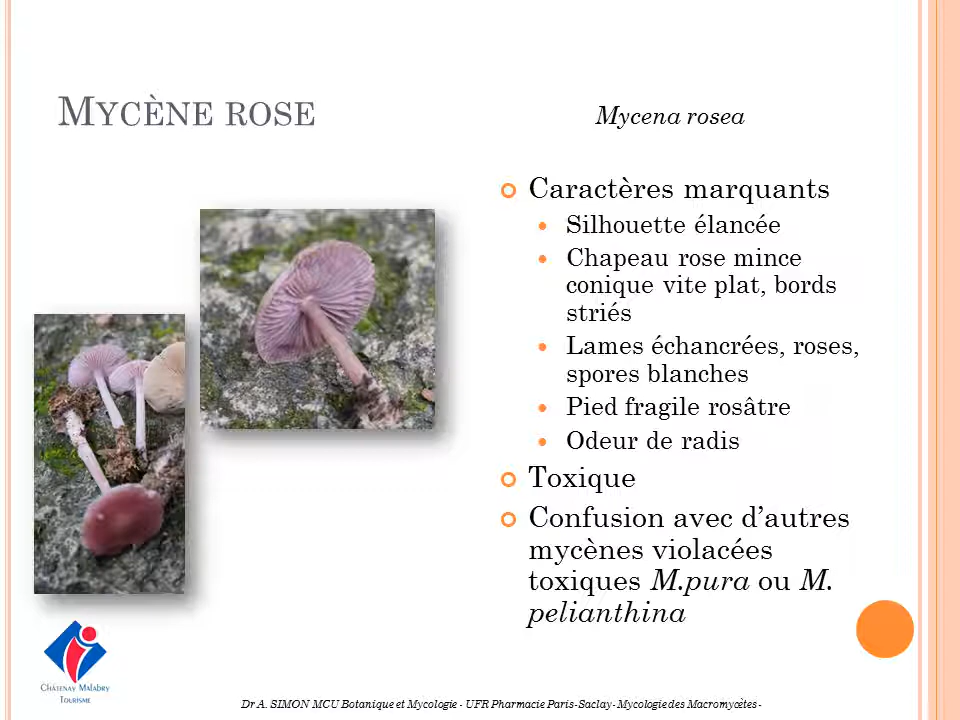 MYCÈNE ROSE
Mycena rosea
Caractères marquants
Silhouette élancée
Chapeau rose mince
conique vite plat, bords
striés
Lames échancrées, roses,
spores blanches
Pied fragile rosâtre
Odeur de radis
Toxique
Confusion avec d’autres
mycènes violacées
toxiques M.pura ou M.
pelianthina
CHÂTENAY MALABRY
TOURISME
Dr A. SIMON MCU Botanique et Mycologie - UFR Pharmacie Paris-Saclay- Mycologie des Macromycètes -